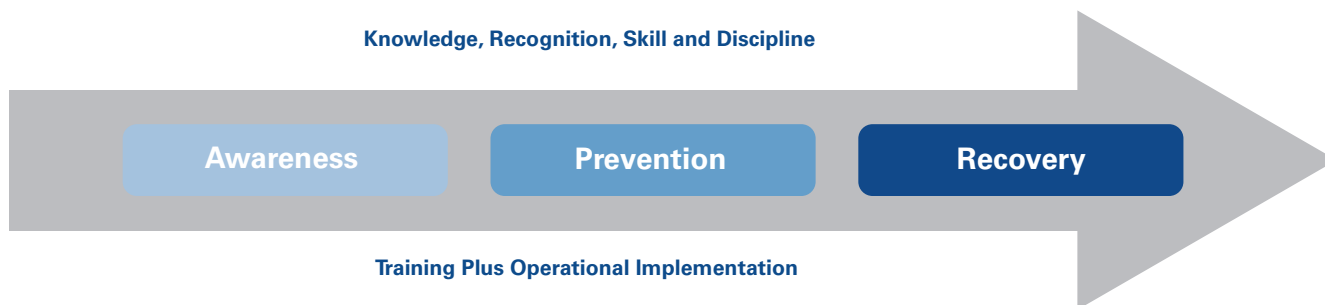 Knowledge, Recognition, Skill and Discipline
Awareness
Prevention
Recovery
Training Plus Operational Implementation